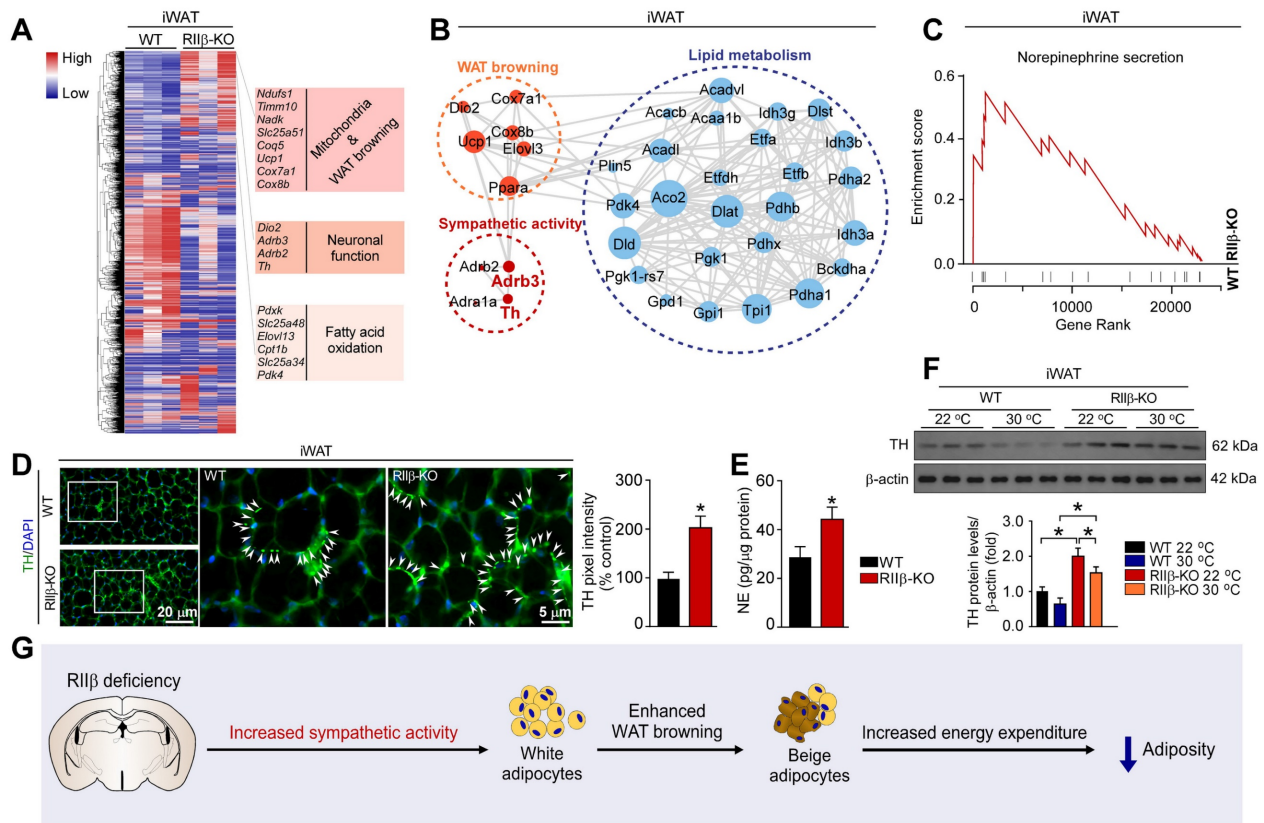 A
iWAT
WT RIIβ-KO
High
Low
Ndufs1
Timm10
Nadk
Slc25a51
Coq5
Ucp1
Cox7a1
Cox8b
Mitochondria
&
WAT browning
Dio2
Adrb3
Adrb2
Th
Neuronal
function
Pdxk
Slc25a48
Elovl13
Cpt1b
Slc25a34
Pdk4
Fatty acid
oxidation
B
iWAT
WAT browning
Dio2
Cox7a1
Ucp1
Cox8b
Elovl3
Ppara
Sympathetic activity
Adrb2
Adrb3
Adra1a
Th
Lipid metabolism
Acadvl
Acacb
Acaa1b
Idh3g
Dlst
Acadl
Etfa
Idh3b
Plin5
Etfdh
Etfb
Pdha2
Pdk4
Aco2
Dlat
Pdhb
Dld
Pdhx
Idh3a
Pgk1
Pgk1-rs7
Bckdha
Gpd1
Gpi1
Tpi1
Pdha1
C
iWAT
Norepinephrine secretion
Enrichment score
0.6
0.4
0.2
0.0
0 10000 20000
Gene Rank
WT RIIβ-KO
D
iWAT
TH/DAPI
WT
RIIβ-KO
20 μm
WT
RIIβ-KO
5 μm
TH pixel intensity
(% control)
300
200
100
0
*
E
NE (pg/μg protein)
60
40
20
0
*
WT
RIIβ-KO
F
iWAT
WT RIIβ-KO
22 ºC 30 ºC 22 ºC 30 ºC
TH 62 kDa
β-actin 42 kDa
TH protein levels/
β-actin (fold)
3.0
2.0
1.0
0.0
*
* *
WT 22 ºC
WT 30 ºC
RIIβ-KO 22 ºC
RIIβ-KO 30 ºC
G
RIIβ deficiency
Increased sympathetic activity
White
adipocytes
Enhanced
WAT browning
Beige
adipocytes
Increased energy expenditure
Adiposity